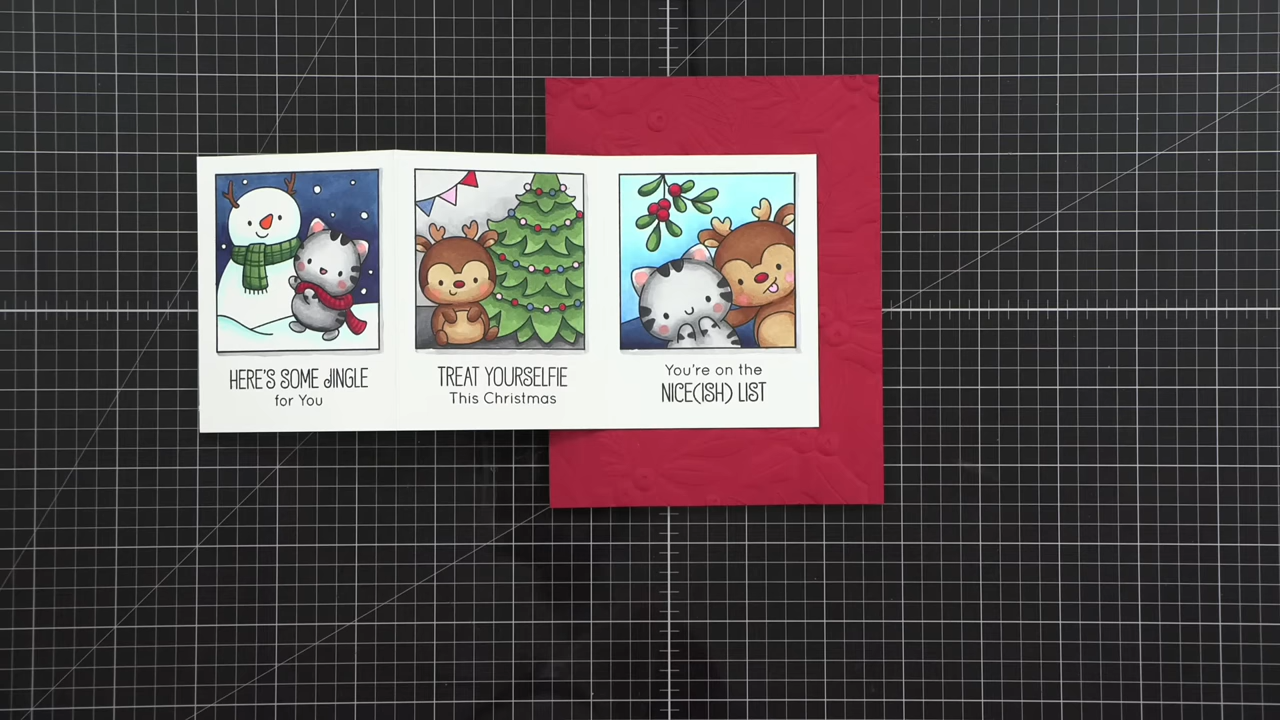 HERE'S SOME JINGLE
for You
TREAT YOURSELFIE
This Christmas
You're on the
NICE(ISH) LIST